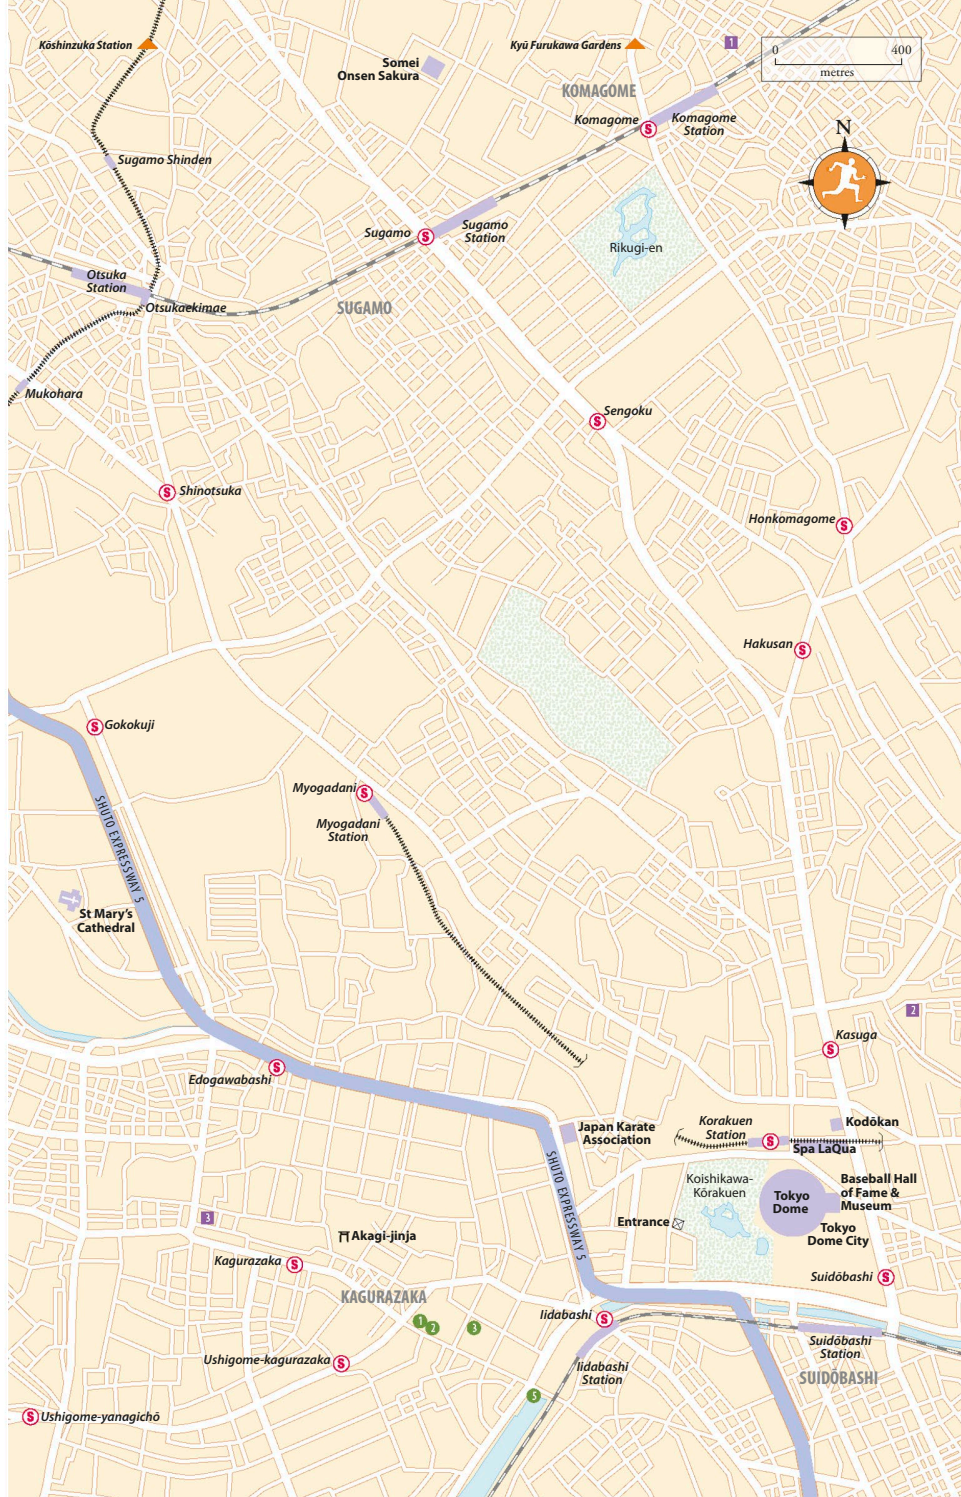 Kōshinzuka Station
Kyū Furukawa Gardens
1
0
400
metres
Somei
Onsen Sakura
KOMAGOME
Komagome
S
Komagome
Station
N
Sugamo Shinden
Sugamo
S
Sugamo
Station
Rikugi-en
Otsuka
Station
Otsukaekimae
SUGAMO
Mukohara
Sengoku
S
S
Shinotsuka
Honkomagome
S
Hakusan
S
S
Gokokuji
Myogadani
S
Myogadani
Station
SHUTO EXPRESSWAY 5
St Mary's
Cathedral
2
Kasuga
S
Edogawabashi
S
Japan Karate
Association
Korakuen
Station
S
Kodōkan
Spa LaQua
SHUTO EXPRESSWAY 5
Koishikawa-
Kōrakuen
Tokyo
Dome
Baseball Hall
of Fame &
Museum
Entrance
Tokyo
Dome City
3
Akagi-jinja
Kagurazaka
S
Suidōbashi
S
KAGURAZAKA
Iidabashi
S
1
2
3
Suidōbashi
Station
Ushigome-kagurazaka
S
Iidabashi
Station
SUIDŌBASHI
5
S
Ushigome-yanagichō